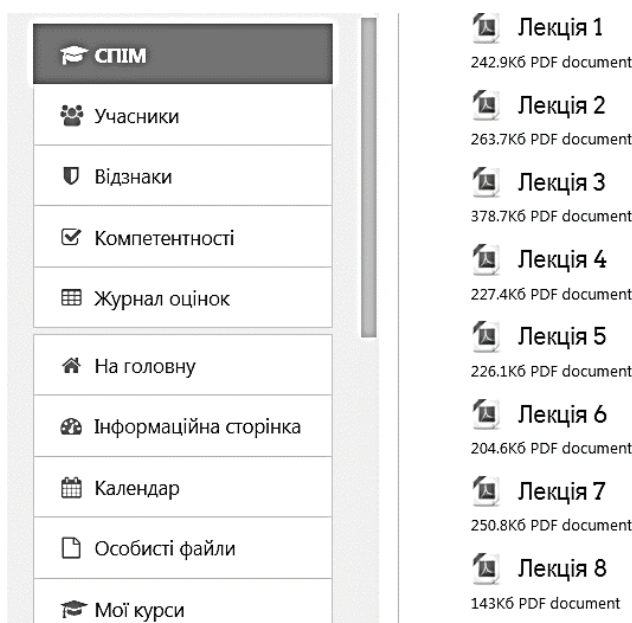 СПІМ
Учасники
Відзнаки
Компетентності
Журнал оцінок
На головну
Інформаційна сторінка
Календар
Особисті файли
Мої курси
Лекція 1
242.9Кб PDF document
Лекція 2
263.7Кб PDF document
Лекція 3
378.7Кб PDF document
Лекція 4
227.4Кб PDF document
Лекція 5
226.1Кб PDF document
Лекція 6
204.6Кб PDF document
Лекція 7
250.8Кб PDF document
Лекція 8
143Кб PDF document